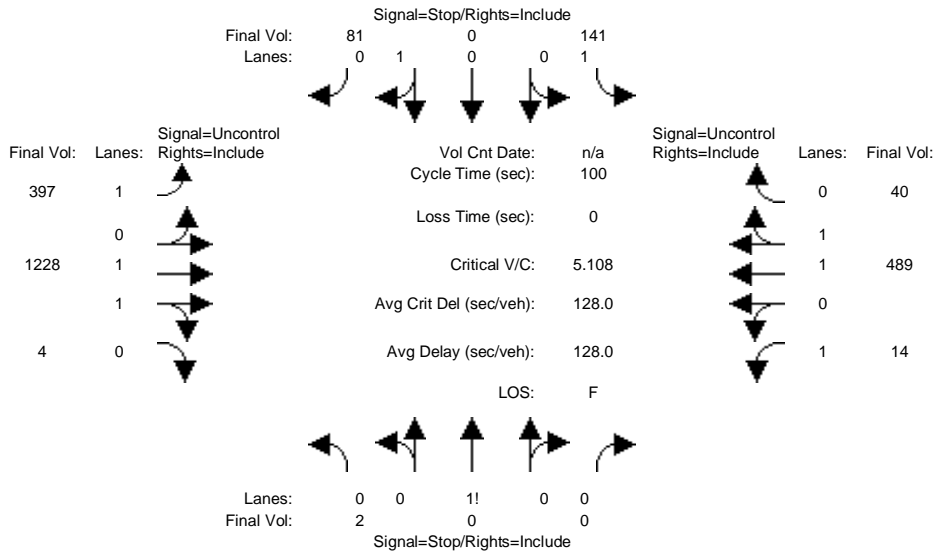 Signal=Stop/Rights=Include
Final Vol: 81 0 141
Lanes: 0 1 0 0 1
Signal=Uncontrol Signal=Uncontrol
Final Vol: Lanes: Rights=Include Vol Cnt Date: n/a Rights=Include Lanes: Final Vol:
Cycle Time (sec): 100
397 1 0 40
Loss Time (sec): 0
0 1
1228 1 Critical V/C: 5.108 1 489
1 Avg Crit Del (sec/veh): 128.0 0
4 0 Avg Delay (sec/veh): 128.0 1 14
LOS: F
Lanes: 0 0 1! 0 0
Final Vol: 2 0 0
Signal=Stop/Rights=Include